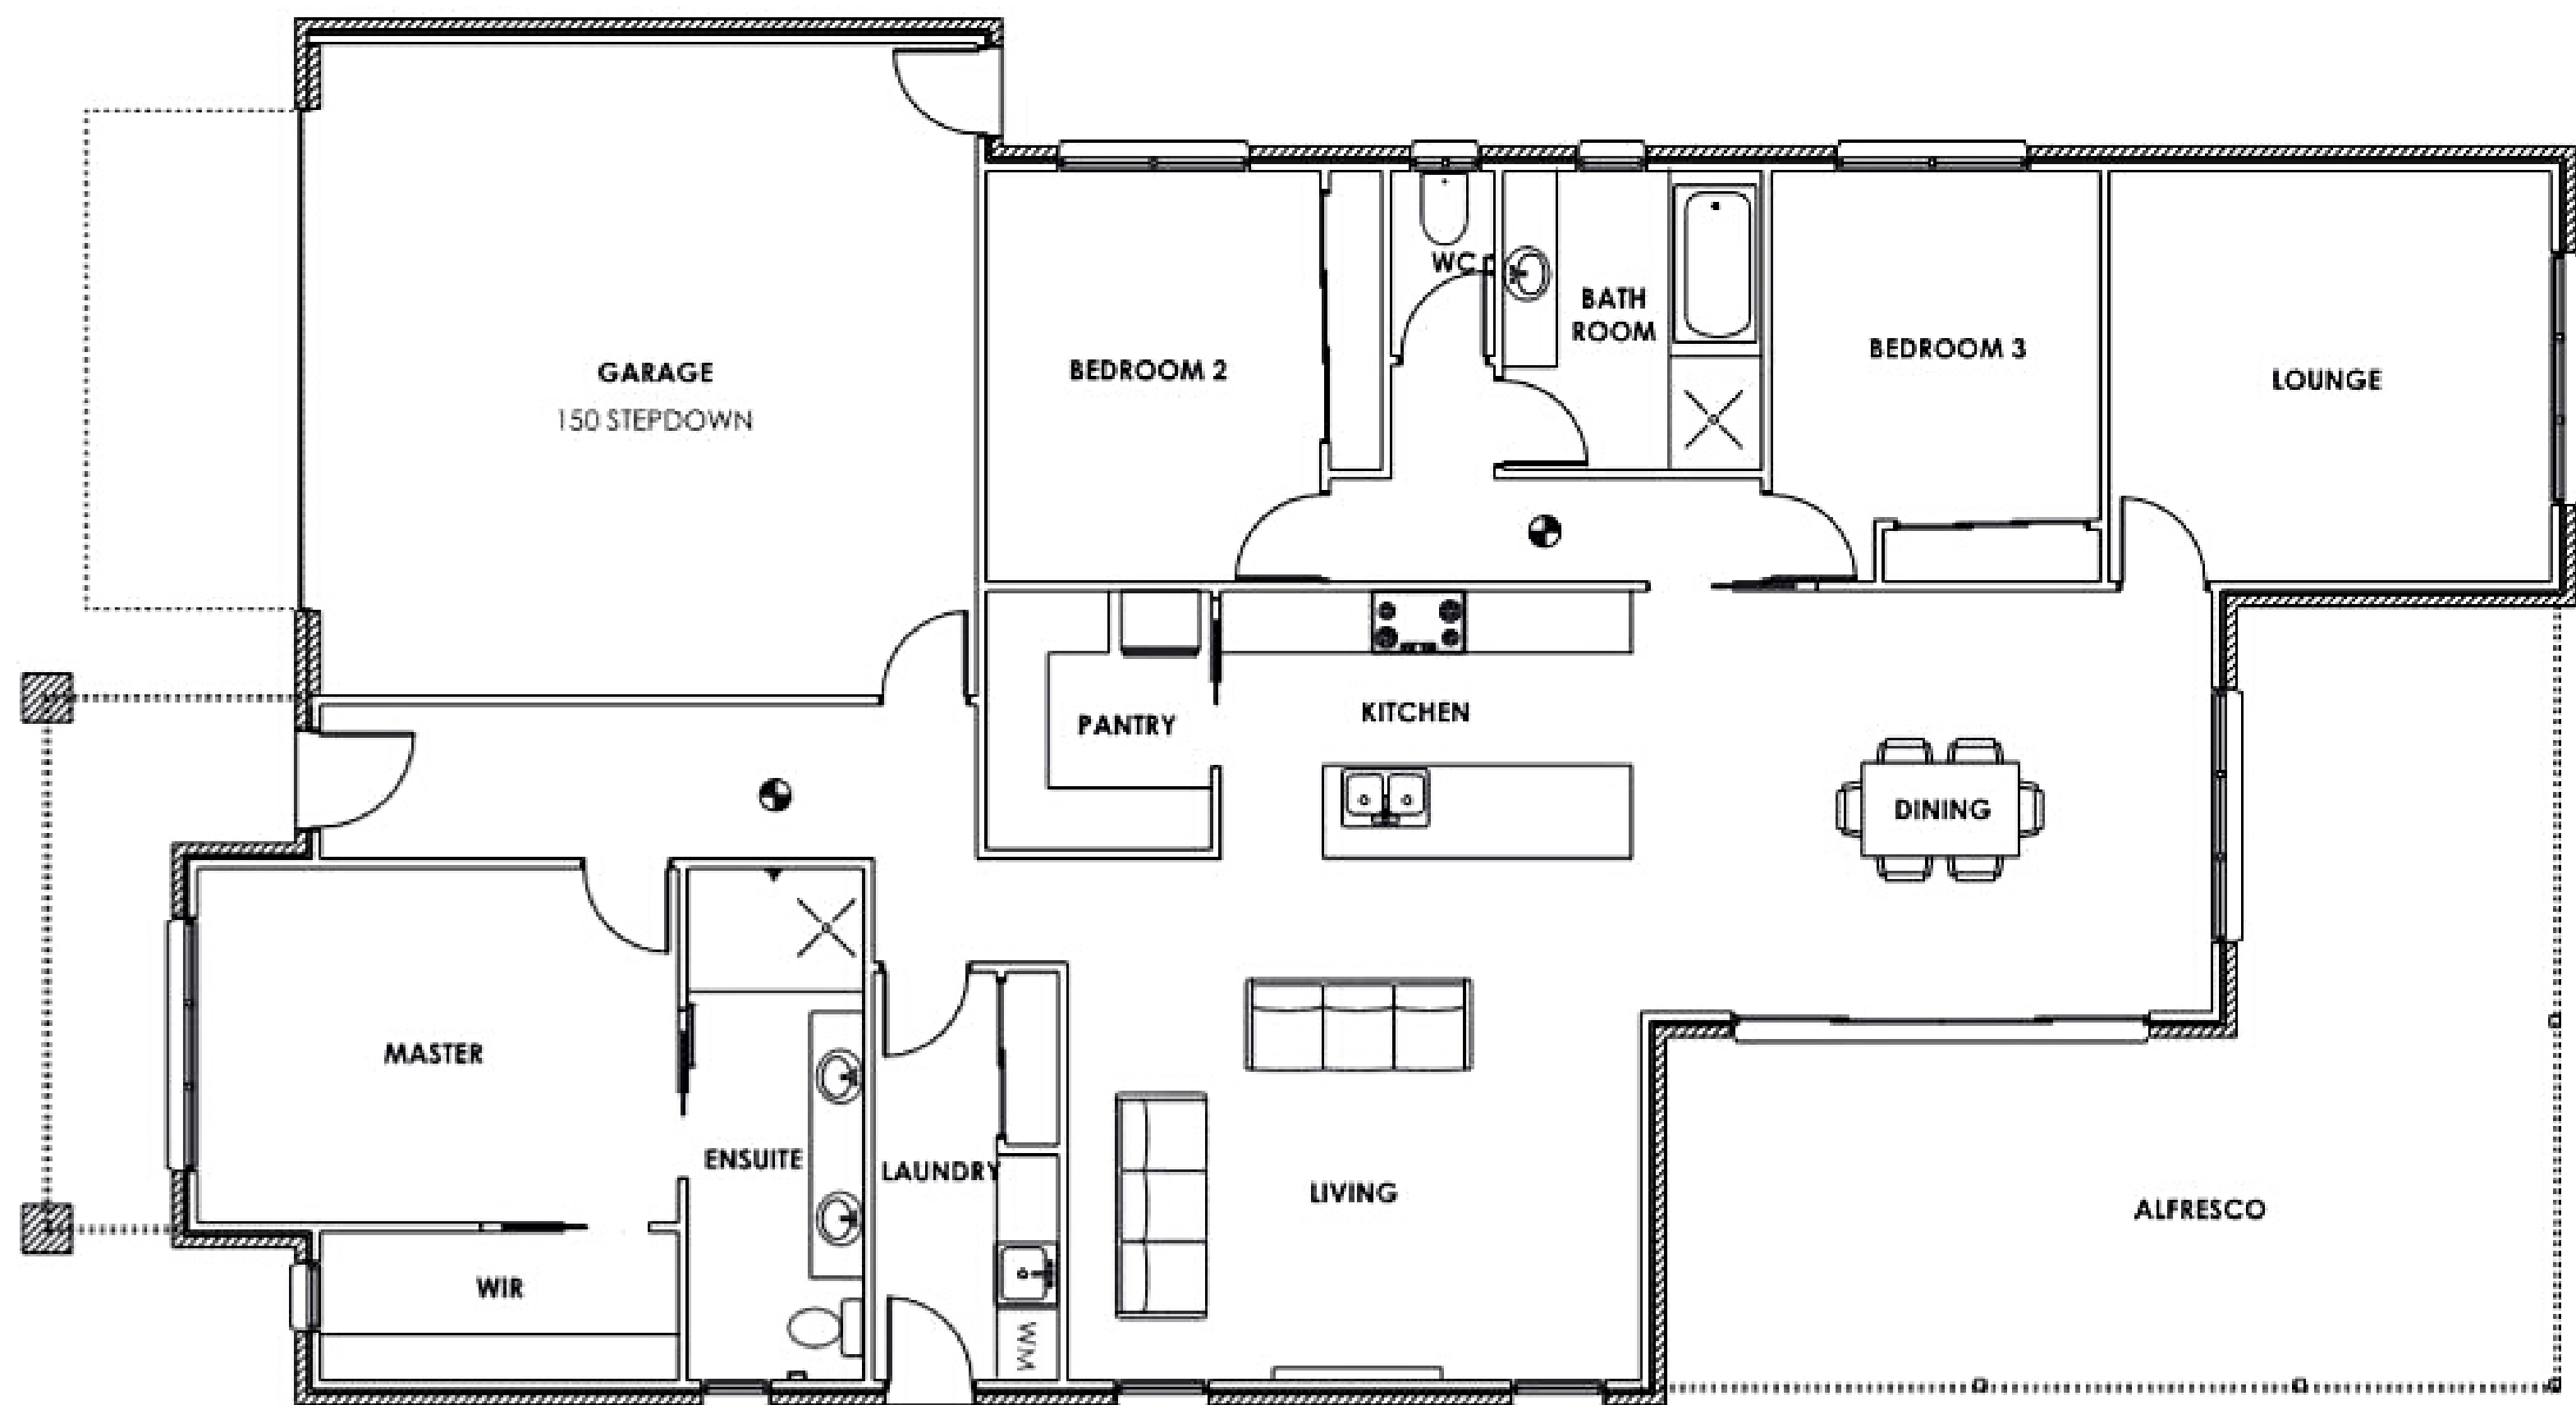 WC
BATH
ROOM
GARAGE
150 STEPDOWN
BEDROOM 2
BEDROOM 3
LOUNGE
PANTRY
KITCHEN
DINING
MASTER
ENSUITE
LAUNDRY
LIVING
ALFRESCO
WIR
WM